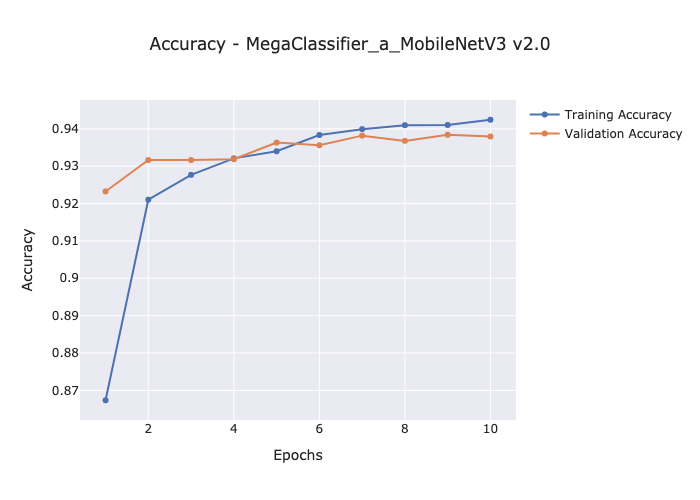 Accuracy - MegaClassifier_a_MobileNetV3 v2.0
Training Accuracy
Validation Accuracy
Accuracy
0.94
0.93
0.92
0.91
0.9
0.89
0.88
0.87
2 4 6 8 10
Epochs